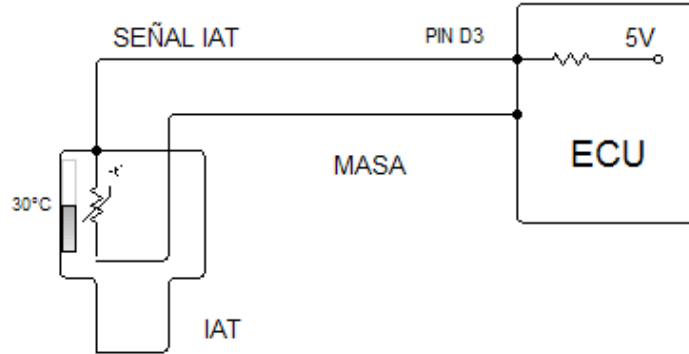 SEÑAL IAT
PIN D3
5V
ECU
MASA
30°C
-t°
IAT